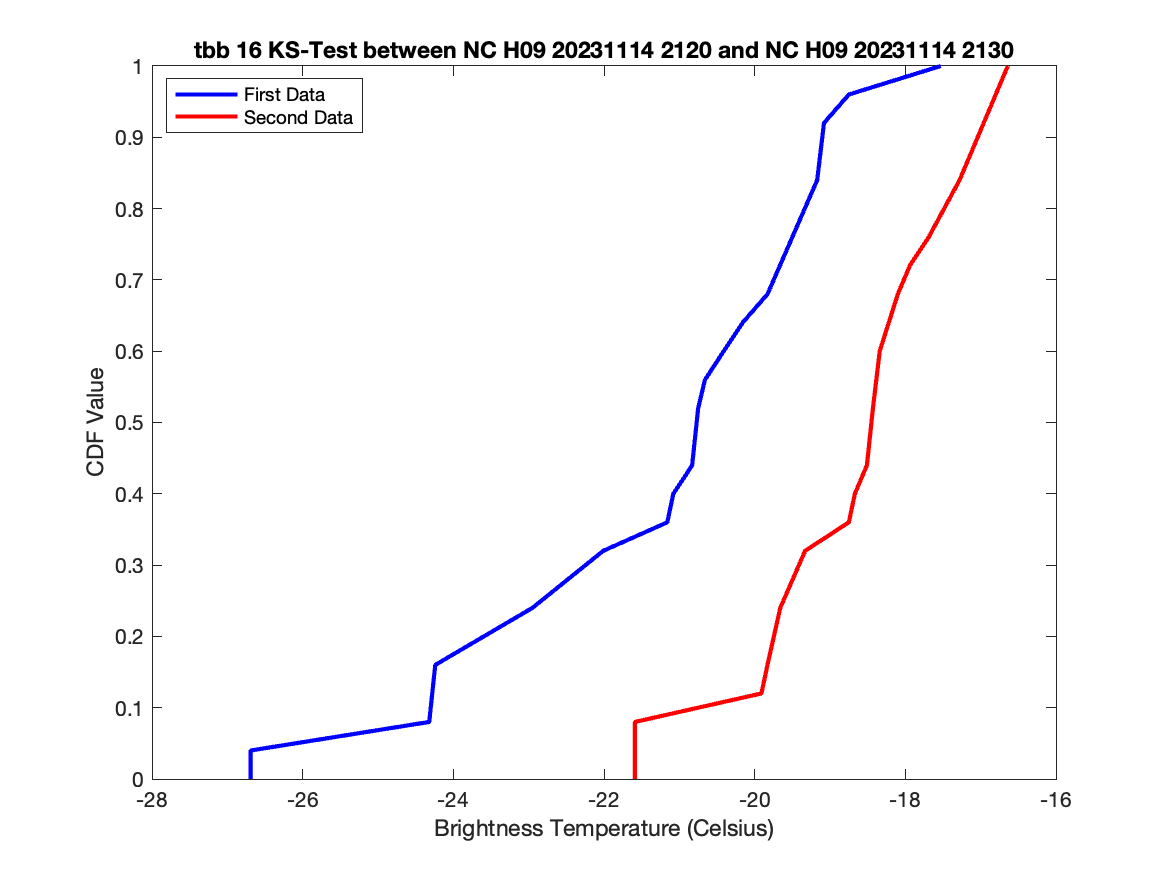 tbb 16 KS-Test between NC H09 20231114 2120 and NC H09 20231114 2130
First Data
Second Data
1
0.9
0.8
0.7
0.6
0.5
0.4
0.3
0.2
0.1
0
CDF Value
-28 -26 -24 -22 -20 -18 -16
Brightness Temperature (Celsius)